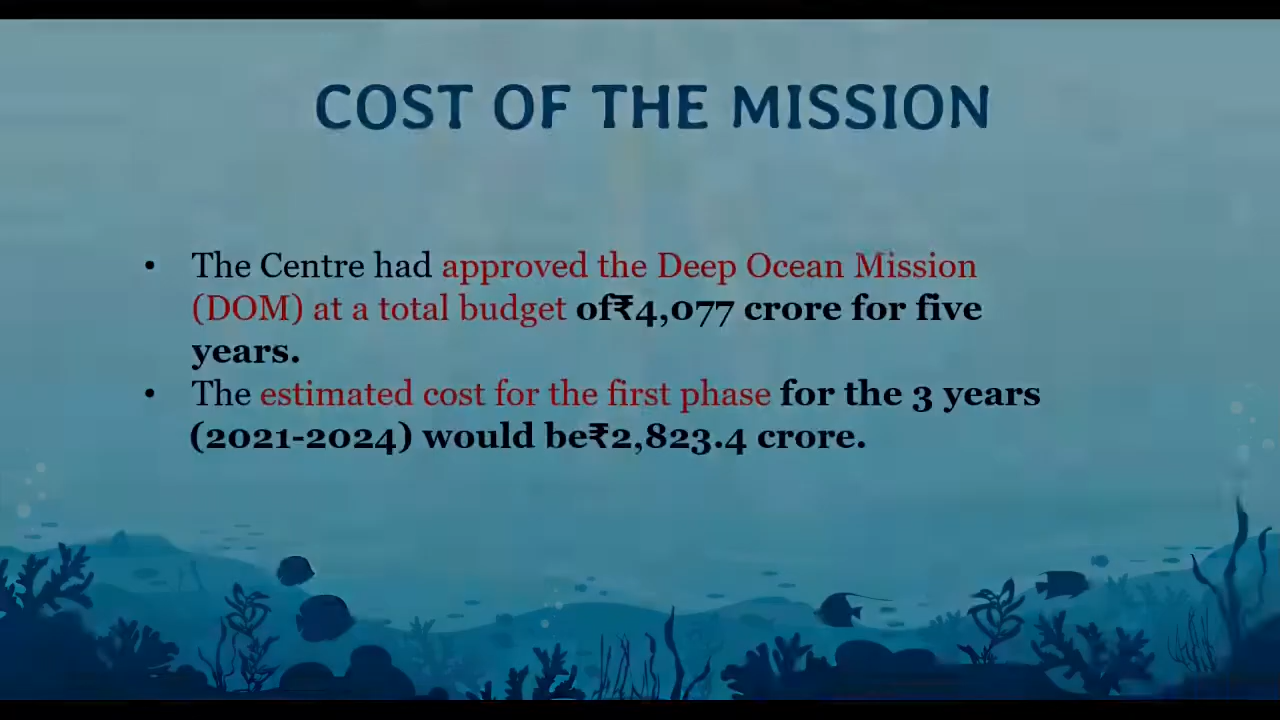 COST OF THE MISSION
• The Centre had approved the Deep Ocean Mission
(DOM) at a total budget of₹4,077 crore for five
years.
• The estimated cost for the first phase for the 3 years
(2021-2024) would be₹2,823.4 crore.